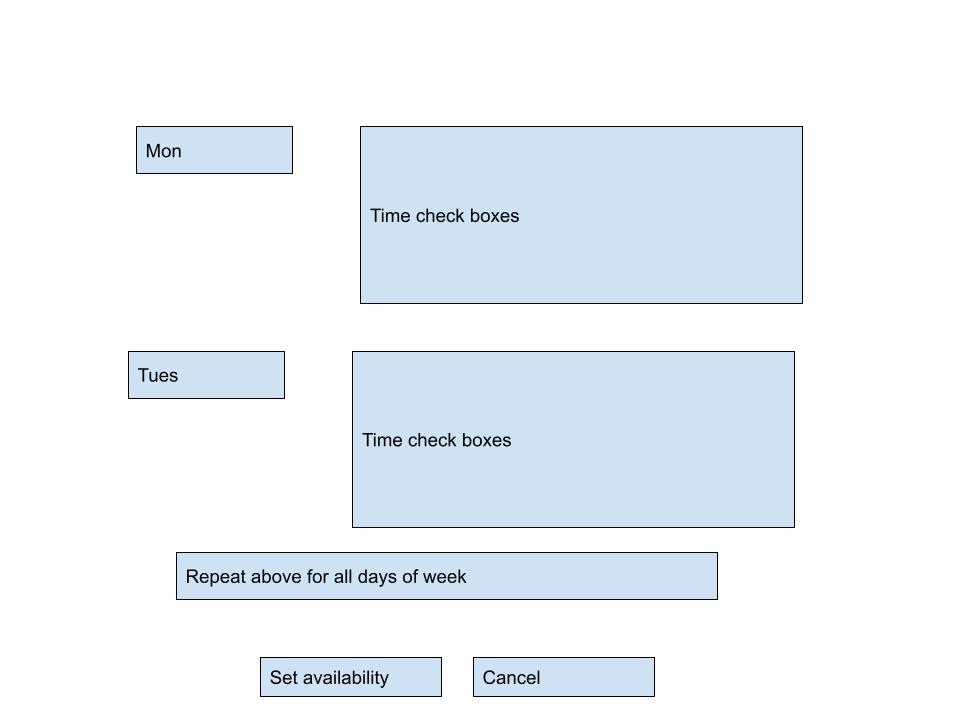 Mon
Time check boxes
Tues
Time check boxes
Repeat above for all days of week
Set availability
Cancel